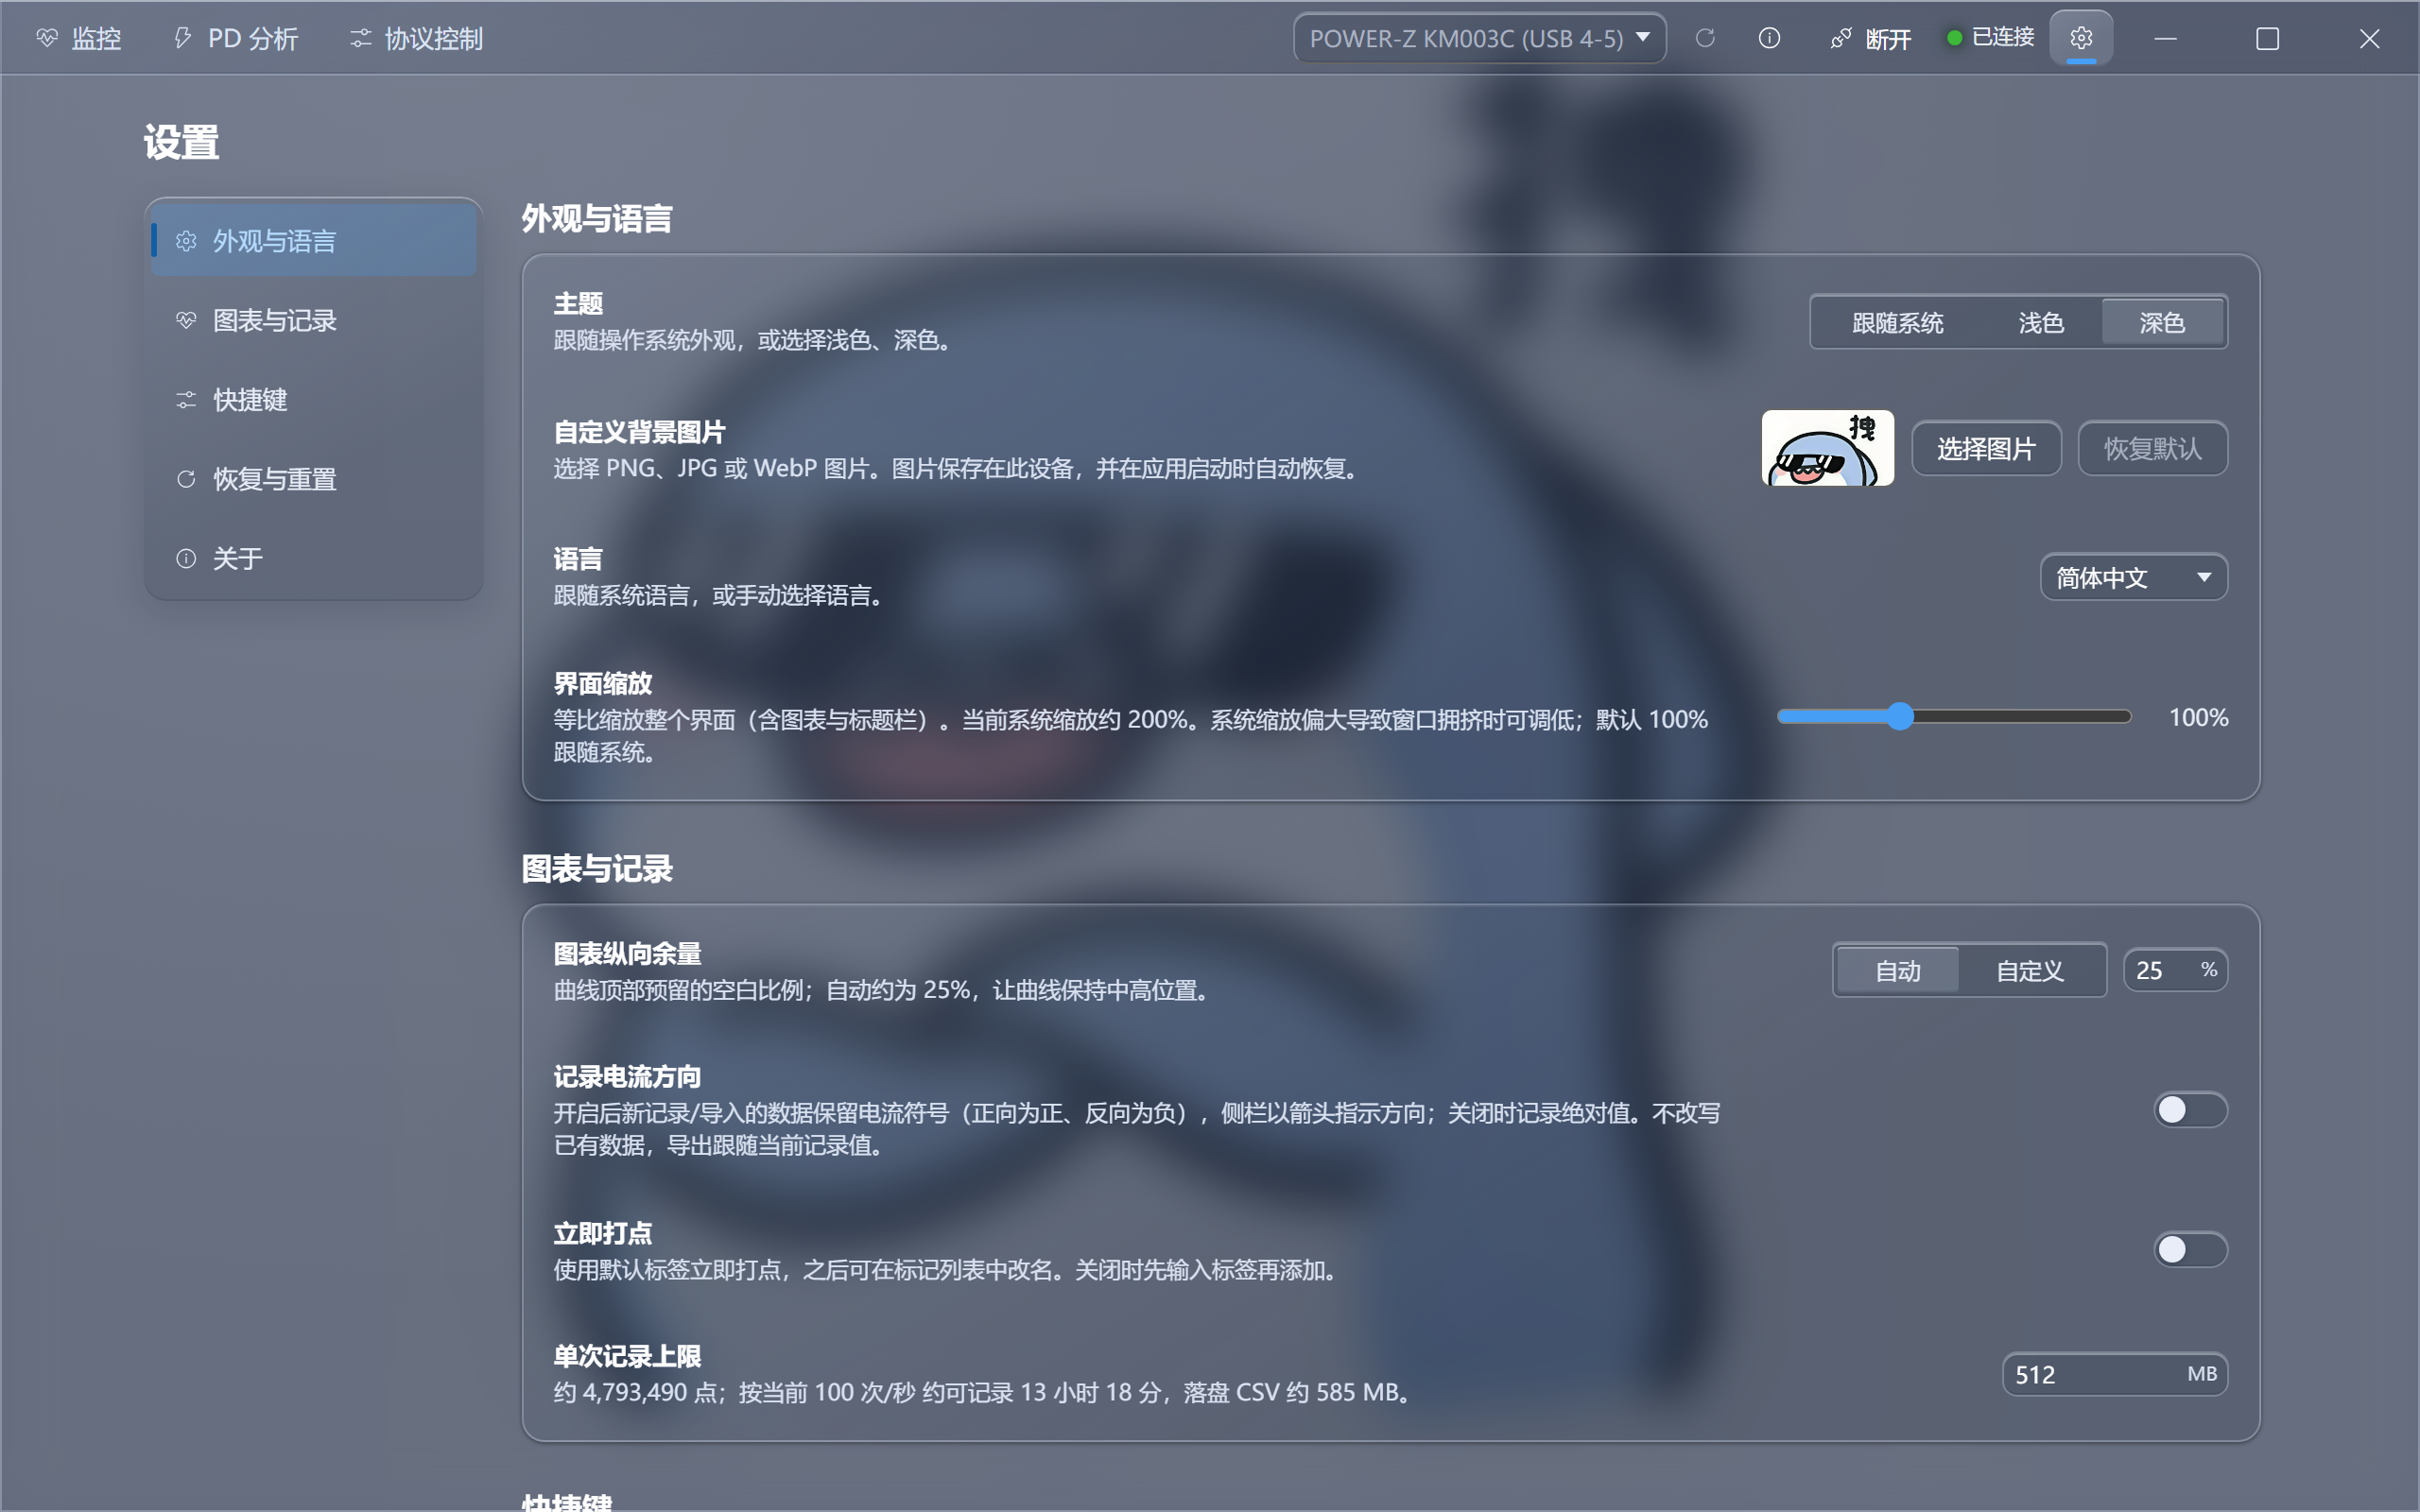 监控
PD 分析
协议控制
POWER-Z KM003C (USB 4-5)
断开
已连接
设置
外观与语言
图表与记录
快捷键
恢复与重置
关于
外观与语言
主题
跟随操作系统外观，或选择浅色、深色。
跟随系统
浅色
深色
自定义背景图片
选择 PNG、JPG 或 WebP 图片。图片保存在此设备，并在应用启动时自动恢复。
拽
选择图片
恢复默认
语言
跟随系统语言，或手动选择语言。
简体中文
界面缩放
等比缩放整个界面（含图表与标题栏）。当前系统缩放约 200%。系统缩放偏大导致窗口拥挤时可调低；默认 100%
跟随系统。
100%
图表与记录
图表纵向余量
曲线顶部预留的空白比例；自动约为 25%，让曲线保持中高位置。
自动
自定义
25 %
记录电流方向
开启后新记录/导入的数据保留电流符号（正向为正、反向为负），侧栏以箭头指示方向；关闭时记录绝对值。不改写
已有数据，导出跟随当前记录值。
立即打点
使用默认标签立即打点，之后可在标记列表中改名。关闭时先输入标签再添加。
单次记录上限
约 4,793,490 点；按当前 100 次/秒 约可记录 13 小时 18 分，落盘 CSV 约 585 MB。
512 MB
快捷键